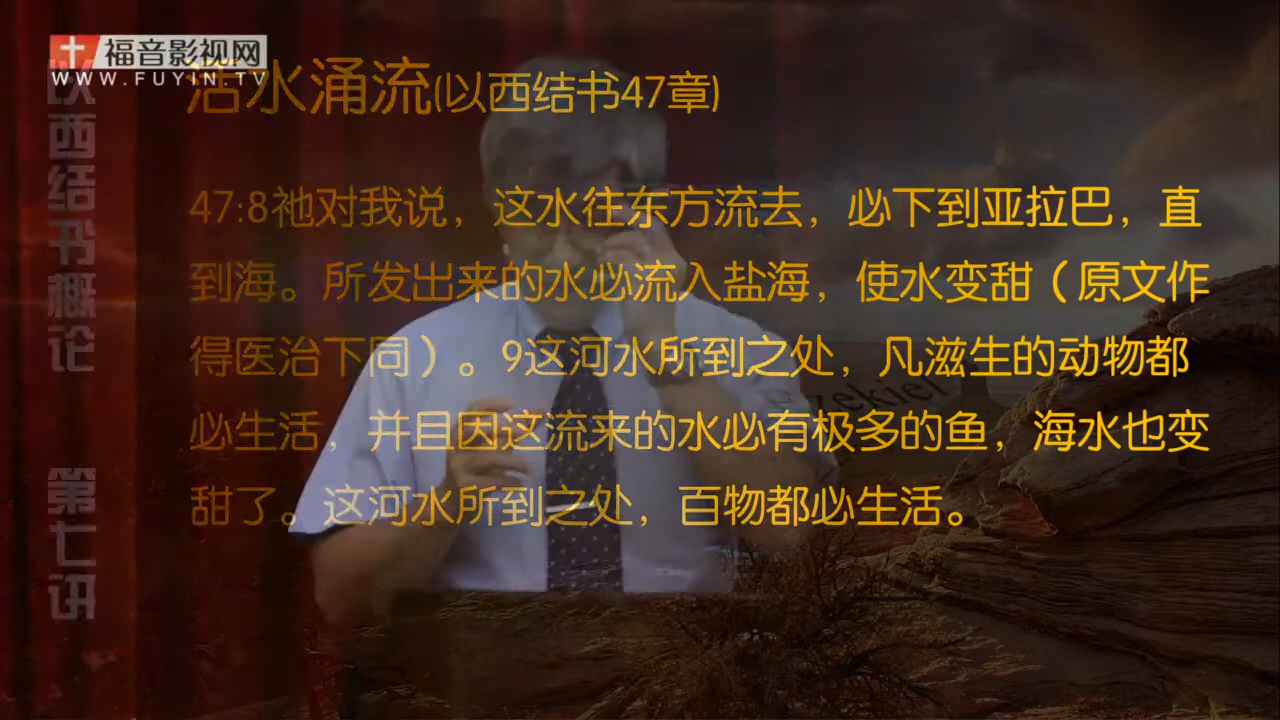 福音影视网
WWW.FUYIN.TV
以西结书概论 第七讯
活水涌流(以西结书47章)
47:8祂对我说，这水往东方流去，必下到亚拉巴，直
到海。所发出来的水必流入盐海，使水变甜（原文作
得医治下同）。9这河水所到之处，凡滋生的动物都
必生活，并且因这流来的水必有极多的鱼，海水也变
甜了。这河水所到之处，百物都必生活。
Ezekiel